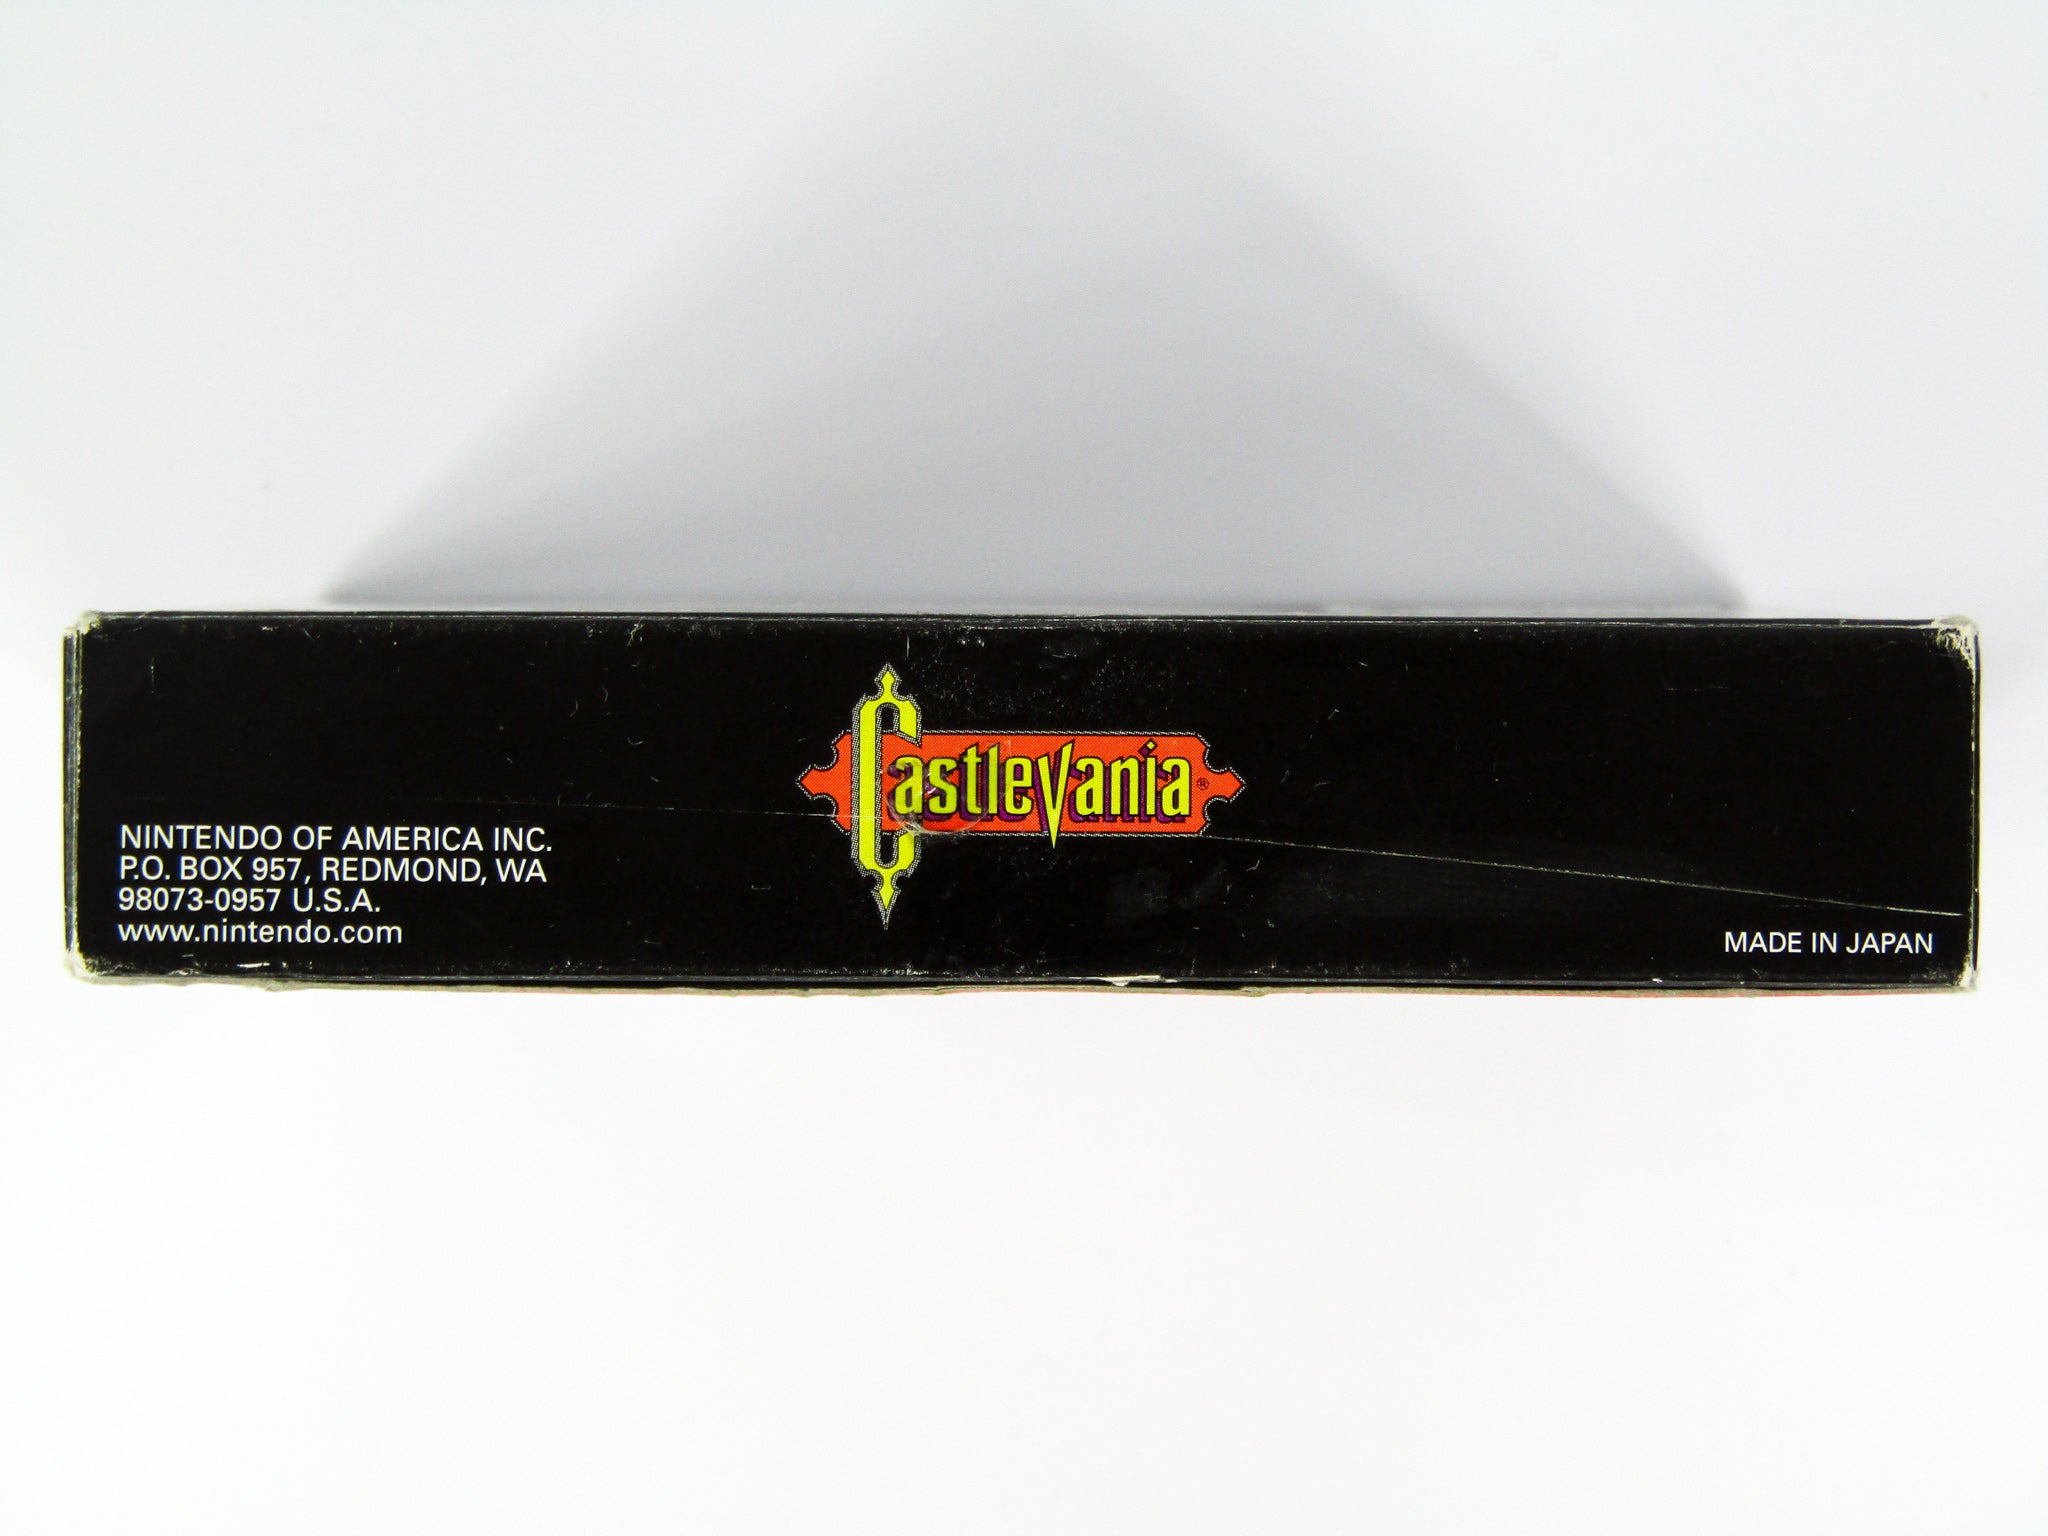 Castlevania®
NINTENDO OF AMERICA INC.
P.O. BOX 957, REDMOND, WA
98073-0957 U.S.A.
www.nintendo.com
MADE IN JAPAN